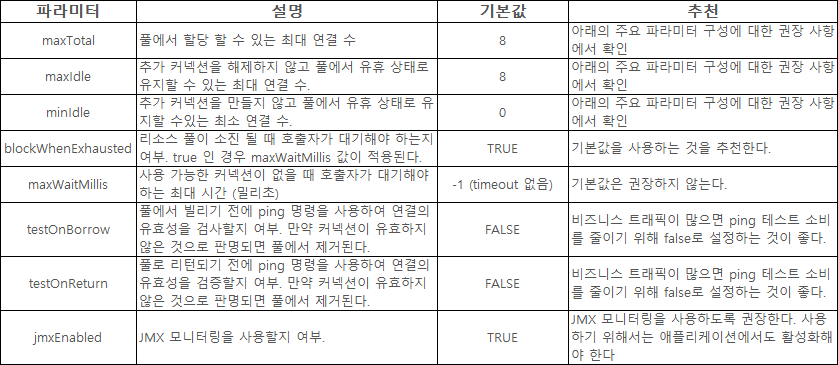 파라미터 설명 기본값 추천
maxTotal 풀에서 할당 할 수 있는 최대 연결 수 8 아래의 주요 파라미터 구성에 대한 권장 사항
에서 확인
maxIdle 추가 커넥션을 해제하지 않고 풀에서 유휴 상태로
유지할 수 있는 최대 연결 수. 8 아래의 주요 파라미터 구성에 대한 권장 사항
에서 확인
minIdle 추가 커넥션을 만들지 않고 풀에서 유휴 상태로 유
지할 수있는 최소 연결 수. 0 아래의 주요 파라미터 구성에 대한 권장 사항
에서 확인
blockWhenExhausted 리소스 풀이 소진 될 때 호출자가 대기해야 하는지
여부. true 인 경우 maxWaitMillis 값이 적용된다. TRUE 기본값을 사용하는 것을 추천한다.
maxWaitMillis 사용 가능한 커넥션이 없을 때 호출자가 대기해야
하는 최대 시간 (밀리초) -1 (timeout 없음) 기본값은 권장하지 않는다.
testOnBorrow 풀에서 빌리기 전에 ping 명령을 사용하여 연결의
유효성을 검사할지 여부. 만약 커넥션이 유효하지
않은 것으로 판명되면 풀에서 제거된다. FALSE 비즈니스 트래픽이 많으면 ping 테스트 소비
를 줄이기 위해 false로 설정하는 것이 좋다.
testOnReturn 풀로 리턴되기 전에 ping 명령을 사용하여 연결의
유효성을 검증할지 여부. 만약 커넥션이 유효하지
않은 것으로 판명되면 풀에서 제거된다. FALSE 비즈니스 트래픽이 많으면 ping 테스트 소비
를 줄이기 위해 false로 설정하는 것이 좋다.
jmxEnabled JMX 모니터링을 사용할지 여부. TRUE JMX 모니터링을 사용하도록 권장한다. 사용
하기 위해서는 애플리케이션에서도 활성화해
야 한다